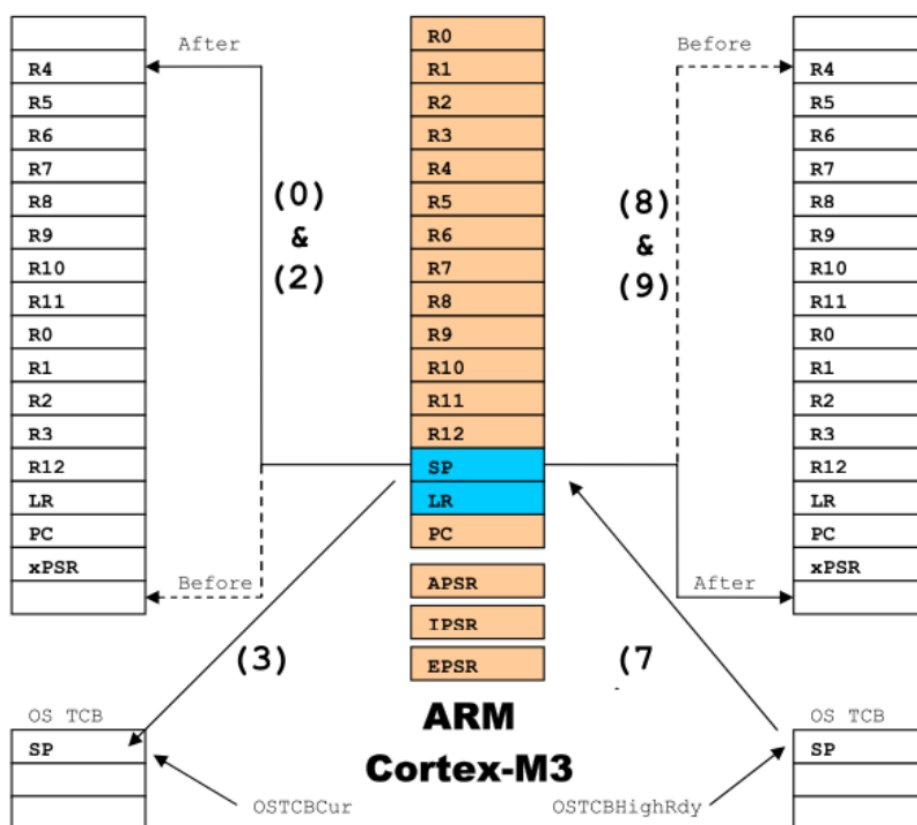 After
R4
R5
R6
R7
R8
R9
R10
R11
R0
R1
R2
R3
R12
LR
PC
xPSR
Before
(0)
&
(2)
(3)
OS TCB
SP
OSTCBCur
R0
R1
R2
R3
R4
R5
R6
R7
R8
R9
R10
R11
R12
SP
LR
PC
APSR
IPSR
EPSR
ARM
Cortex-M3
Before
(8)
&
(9)
After
(7
R4
R5
R6
R7
R8
R9
R10
R11
R0
R1
R2
R3
R12
LR
PC
xPSR
OS TCB
SP
OSTCBHighRdy